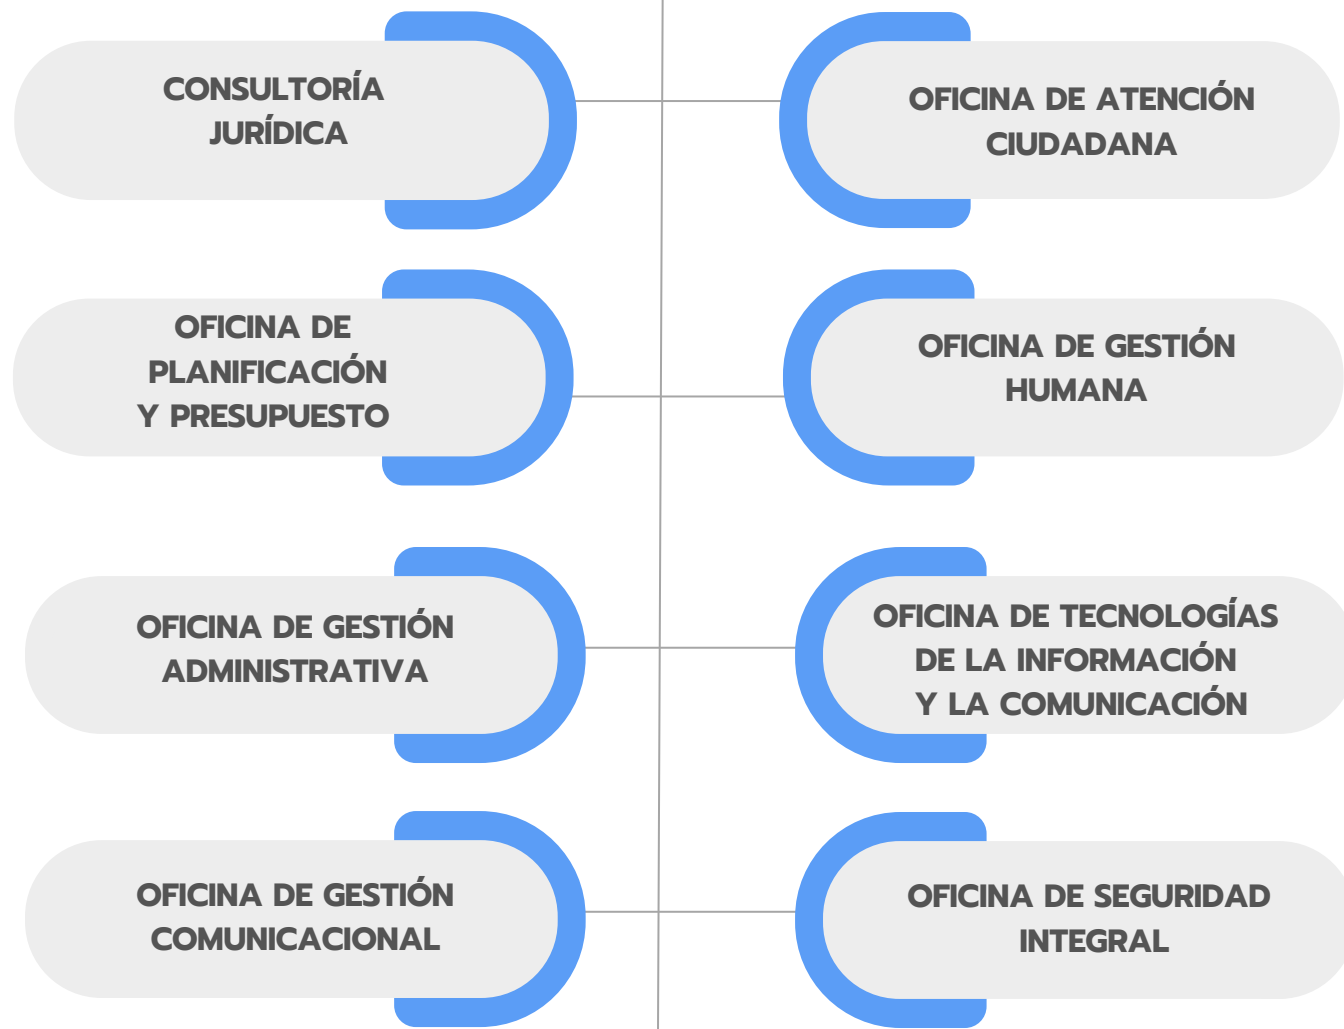 CONSULTORÍA
JURÍDICA
OFICINA DE ATENCIÓN
CIUDADANA
OFICINA DE
PLANIFICACIÓN
Y PRESUPUESTO
OFICINA DE GESTIÓN
HUMANA
OFICINA DE GESTIÓN
ADMINISTRATIVA
OFICINA DE TECNOLOGÍAS
DE LA INFORMACIÓN
Y LA COMUNICACIÓN
OFICINA DE GESTIÓN
COMUNICACIONAL
OFICINA DE SEGURIDAD
INTEGRAL